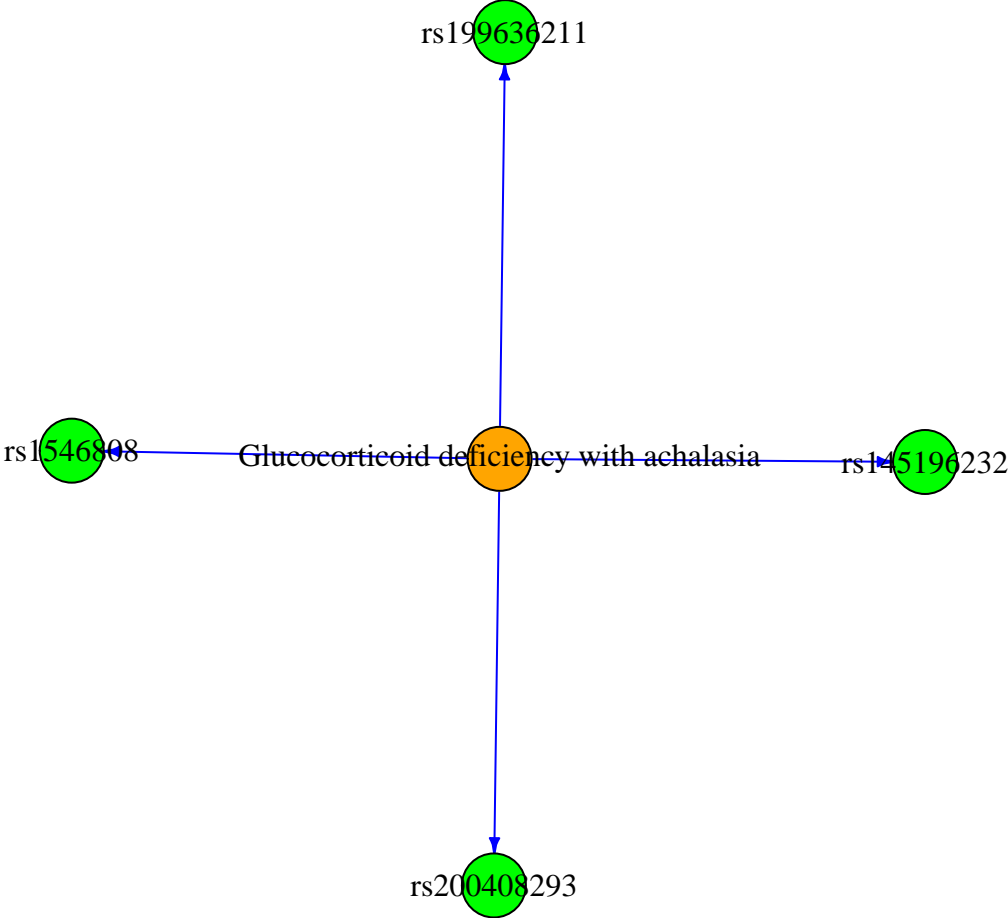 rs199636211
rs1546808
Glucocorticoid deficiency with achalasia
rs145196232
rs200408293